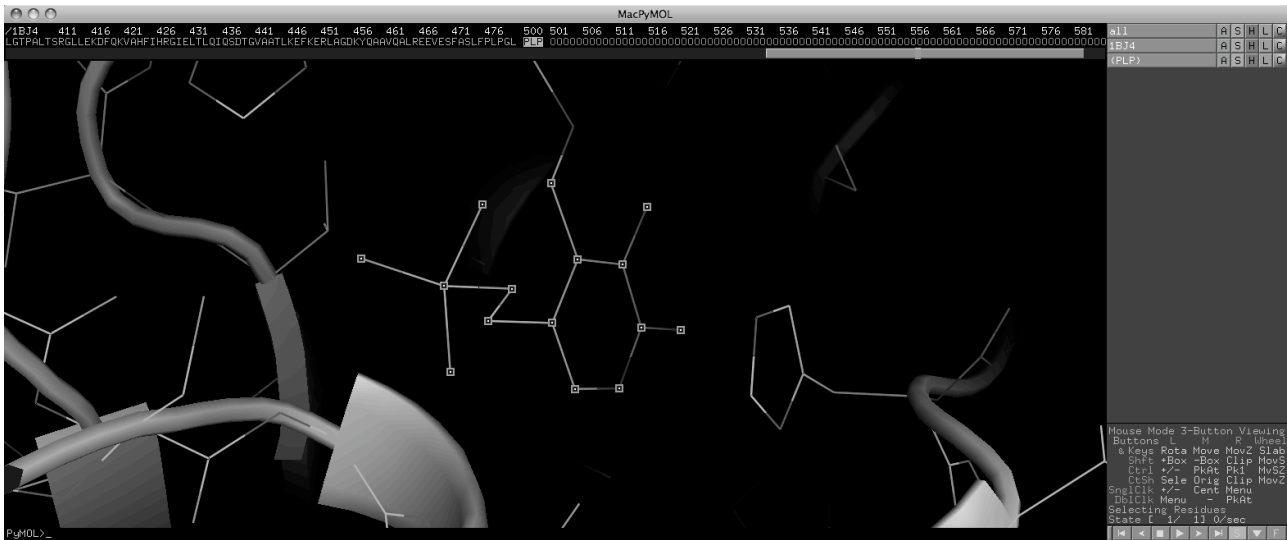 MacPyMOL
/1BJ4 411 416 421 426 431 436 441 446 451 456 461 466 471 476 500 501 506 511 516 521 526 531 536 541 546 551 556 561 566 571 576 581
LGTPALTSRGLLEKDFQKVAHFIHRGIELTLQIQSDTGVAATLKEFKERLAGDKYQAAVQALREEVESFASLFPLPGL PLP
all A S H L C
1BJ4 A S H L C
(PLP) A S H L C
Mouse Mode 3-Button Viewing
Buttons L M R Wheel
& Keys Rota Move MovZ Slab
Shft +Box -Box Clip MovS
Ctrl +/- PkAt Pk1 MvSZ
CtSh Sele Orig Clip MovZ
SnglClk +/- Cent Menu
DblClk Menu - PkAt
Selecting Residues
State [ 1/ 1] 0/sec
PyMOL>_
S F